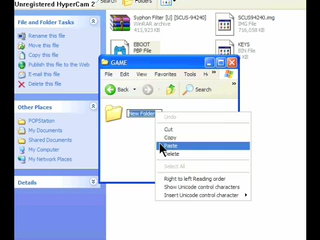 Unregistered HyperCam 2
Search
Folders
File and Folder Tasks
Rename this file
Move this file
Copy this file
Publish this file to the Web
E-mail this file
Delete this file
Other Places
POPStation
My Documents
Shared Documents
My Computer
My Network Places
Details
Syphon Filter [U] [SCUS-94240]
WinRAR archive
SCUS94240.img
IMG File
EBOOT
PBP File
KEYS
File
GAME
File
Edit
View
Favorites
Tools
Help
Back
Search
New Folder
Undo
Cut
Copy
Paste
Delete
Select All
Right to left Reading order
Show Unicode control characters
Insert Unicode control character